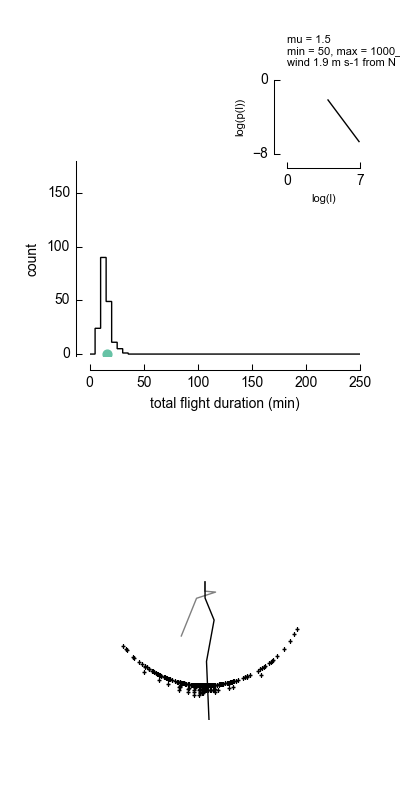 mu = 1.5
min = 50, max = 1000_
wind 1.9 m s-1 from N
0
log(p(l))
−8
0 7
log(l)
150
100
count
50
0
0 50 100 150 200 250
total flight duration (min)